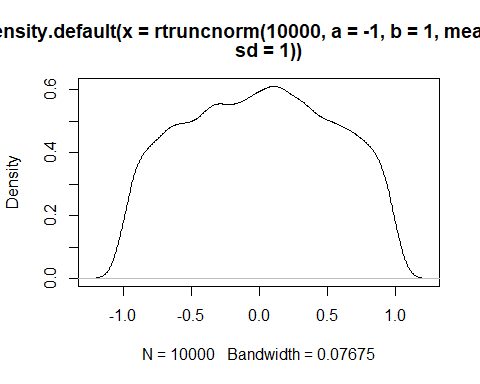 ensity.default(x = rtruncnorm(10000, a = -1, b = 1, mea
sd = 1))
Density
0.6
0.4
0.2
0.0
-1.0 -0.5 0.0 0.5 1.0
N = 10000 Bandwidth = 0.07675